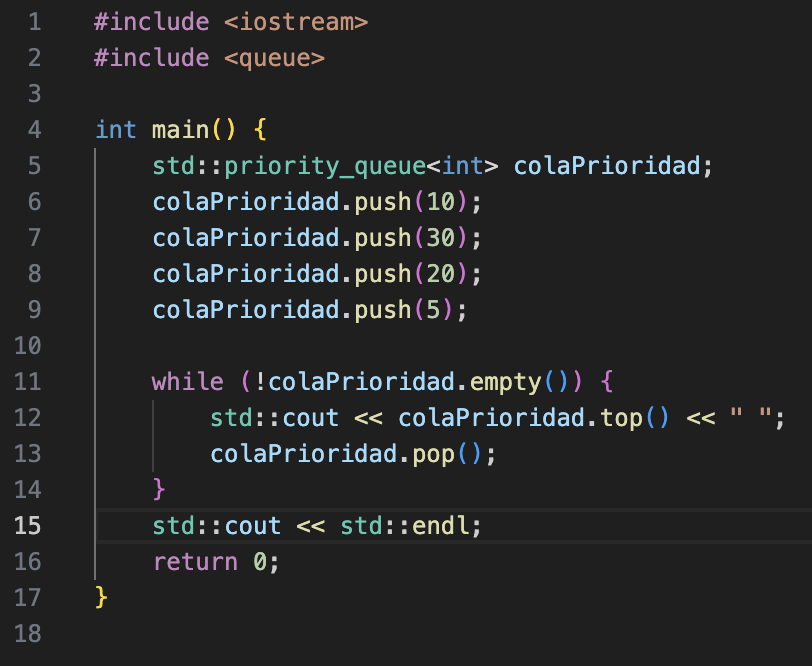 1 #include <iostream>
2 #include <queue>
3
4 int main() {
5     std::priority_queue<int> colaPrioridad;
6     colaPrioridad.push(10);
7     colaPrioridad.push(30);
8     colaPrioridad.push(20);
9     colaPrioridad.push(5);
10
11     while (!colaPrioridad.empty()) {
12         std::cout << colaPrioridad.top() << " ";
13         colaPrioridad.pop();
14     }
15     std::cout << std::endl;
16     return 0;
17 }
18